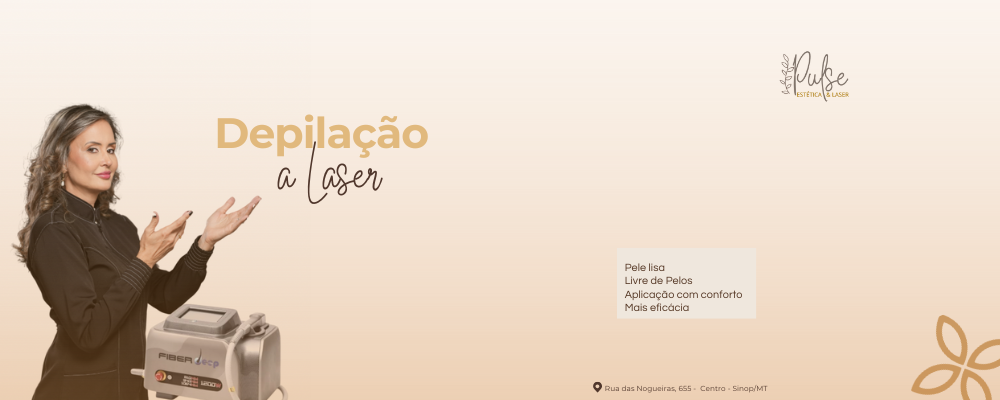 Pulse
ESTÉTICA & LASER
Depilação
a Laser
Pele lisa
Livre de Pelos
Aplicação com conforto
Mais eficácia
FIBER
Rua das Nogueiras, 655 - Centro - Sinop/MT